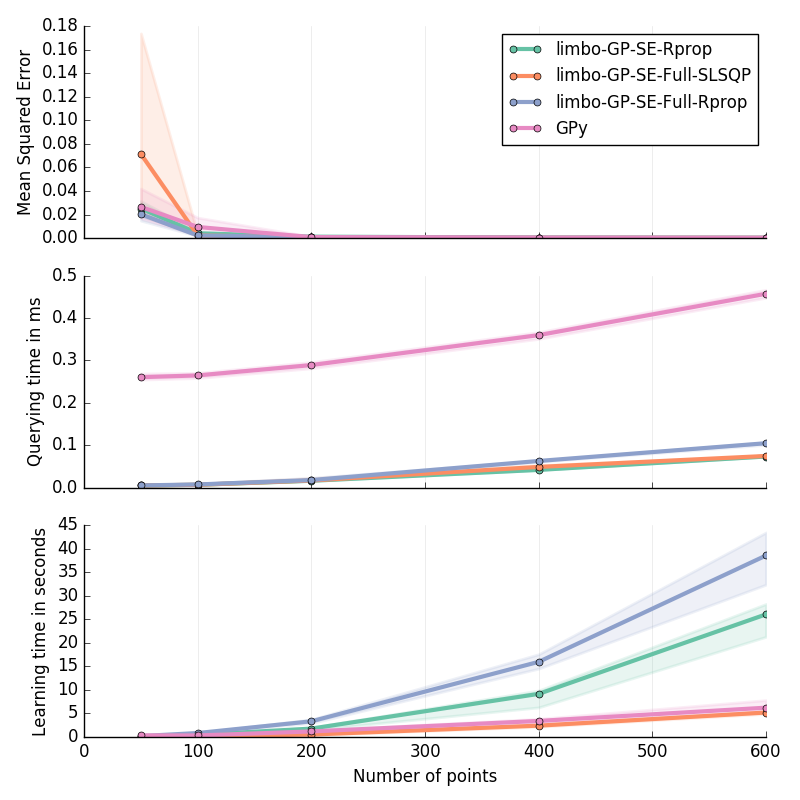 0.18
0.16
0.14
0.12
0.10
0.08
0.06
0.04
0.02
0.00
Mean Squared Error
limbo-GP-SE-Rprop
limbo-GP-SE-Full-SLSQP
limbo-GP-SE-Full-Rprop
GPy
0.5
0.4
0.3
0.2
0.1
0.0
Querying time in ms
45
40
35
30
25
20
15
10
5
0
Learning time in seconds
0 100 200 300 400 500 600
Number of points